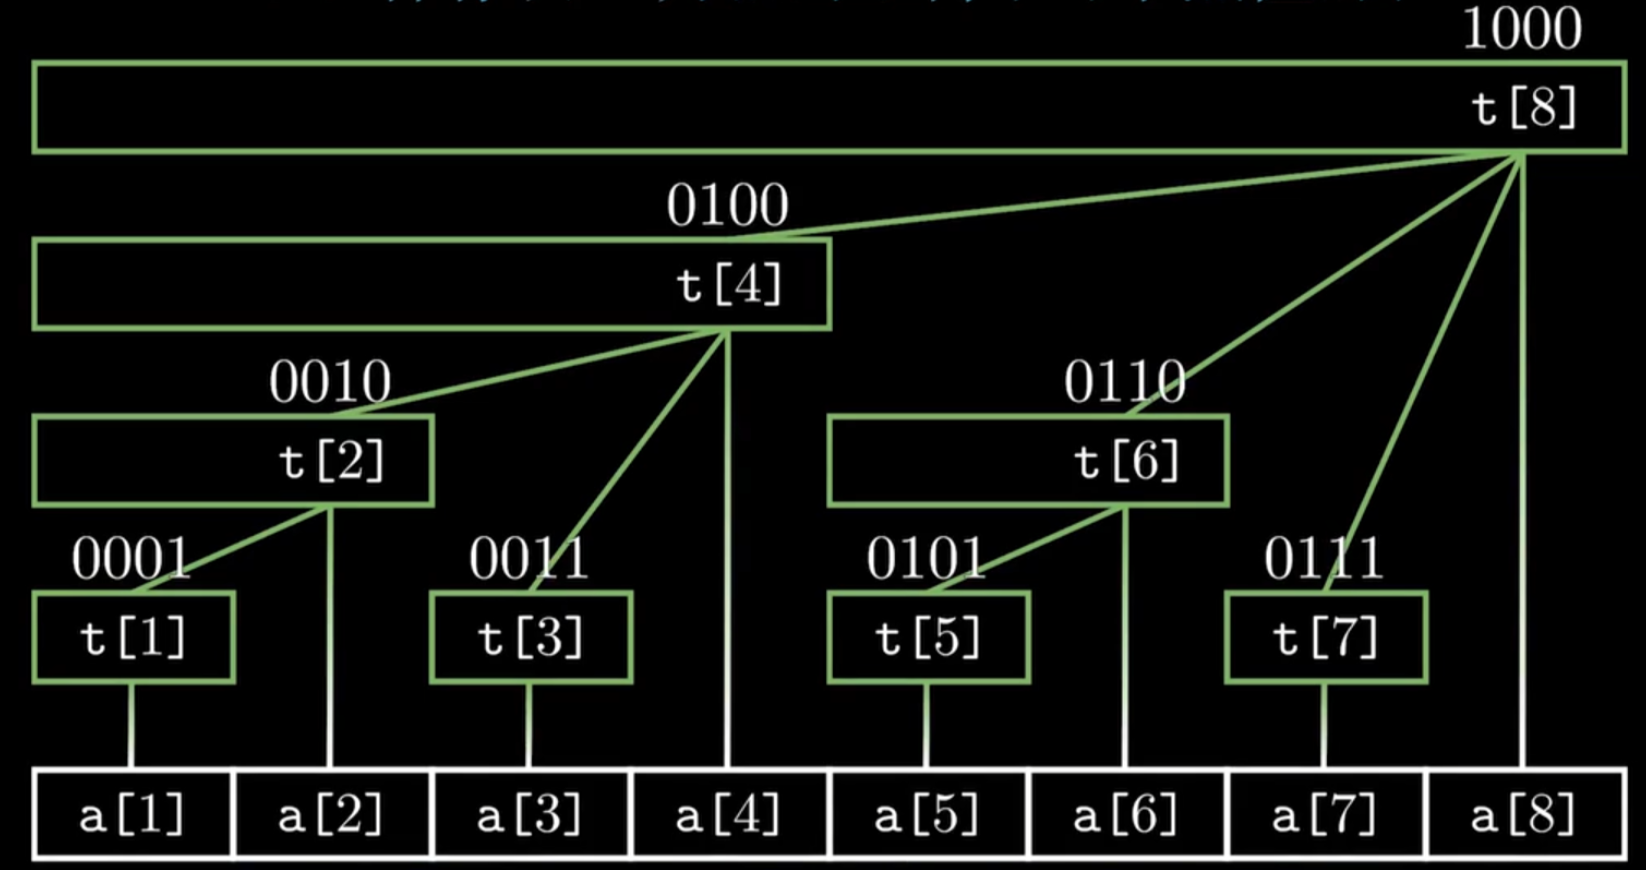 1000
t[8]
0100
t[4]
0010 0110
t[2] t[6]
0001 0011 0101 0111
t[1] t[3] t[5] t[7]
a[1] a[2] a[3] a[4] a[5] a[6] a[7] a[8]